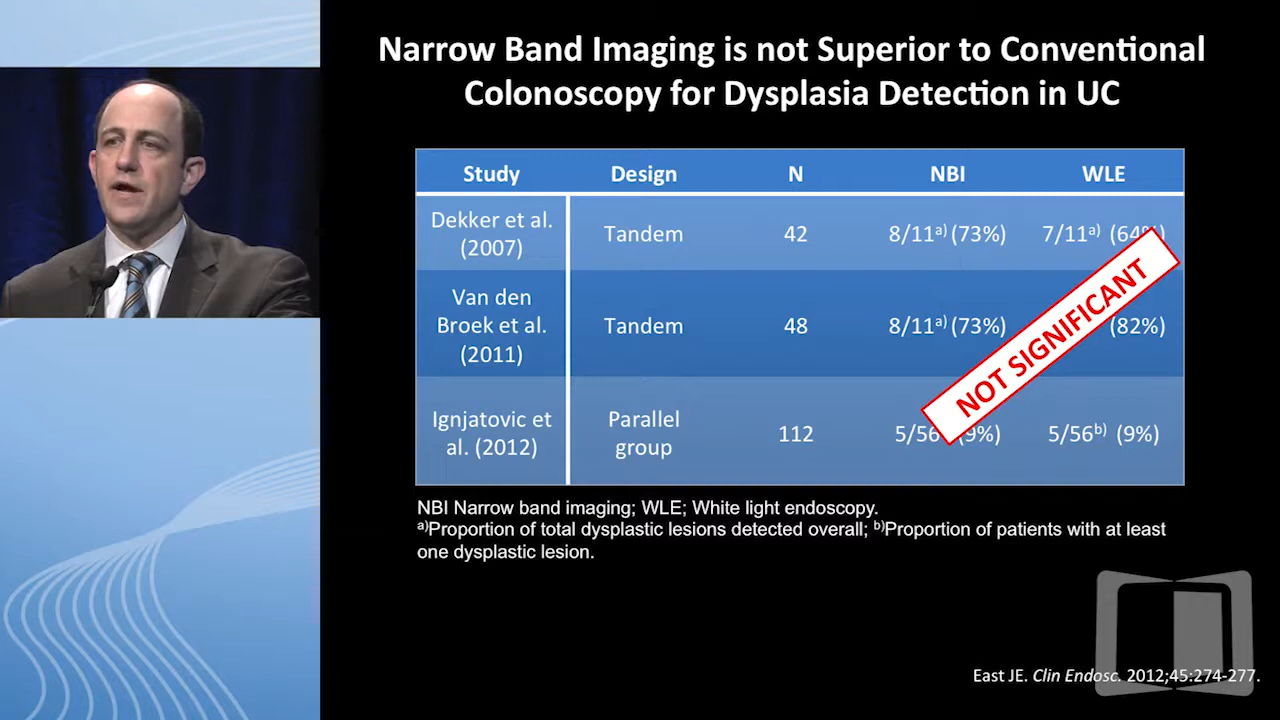 Narrow Band Imaging is not Superior to Conventional
Colonoscopy for Dysplasia Detection in UC
Study Design N NBI WLE
Dekker et al.
(2007)
Tandem 42 8/11a) (73%) 7/11a) (64%)
Van den
Broek et al.
(2011)
Tandem 48 8/11a) (73%) (82%)
NOT SIGNIFICANT
Ignjatovic et
al. (2012)
Parallel
group
112 5/56 (9%) 5/56b) (9%)
NBI Narrow band imaging; WLE; White light endoscopy.
a)Proportion of total dysplastic lesions detected overall; b)Proportion of patients with at least
one dysplastic lesion.
East JE. Clin Endosc. 2012;45:274-277.